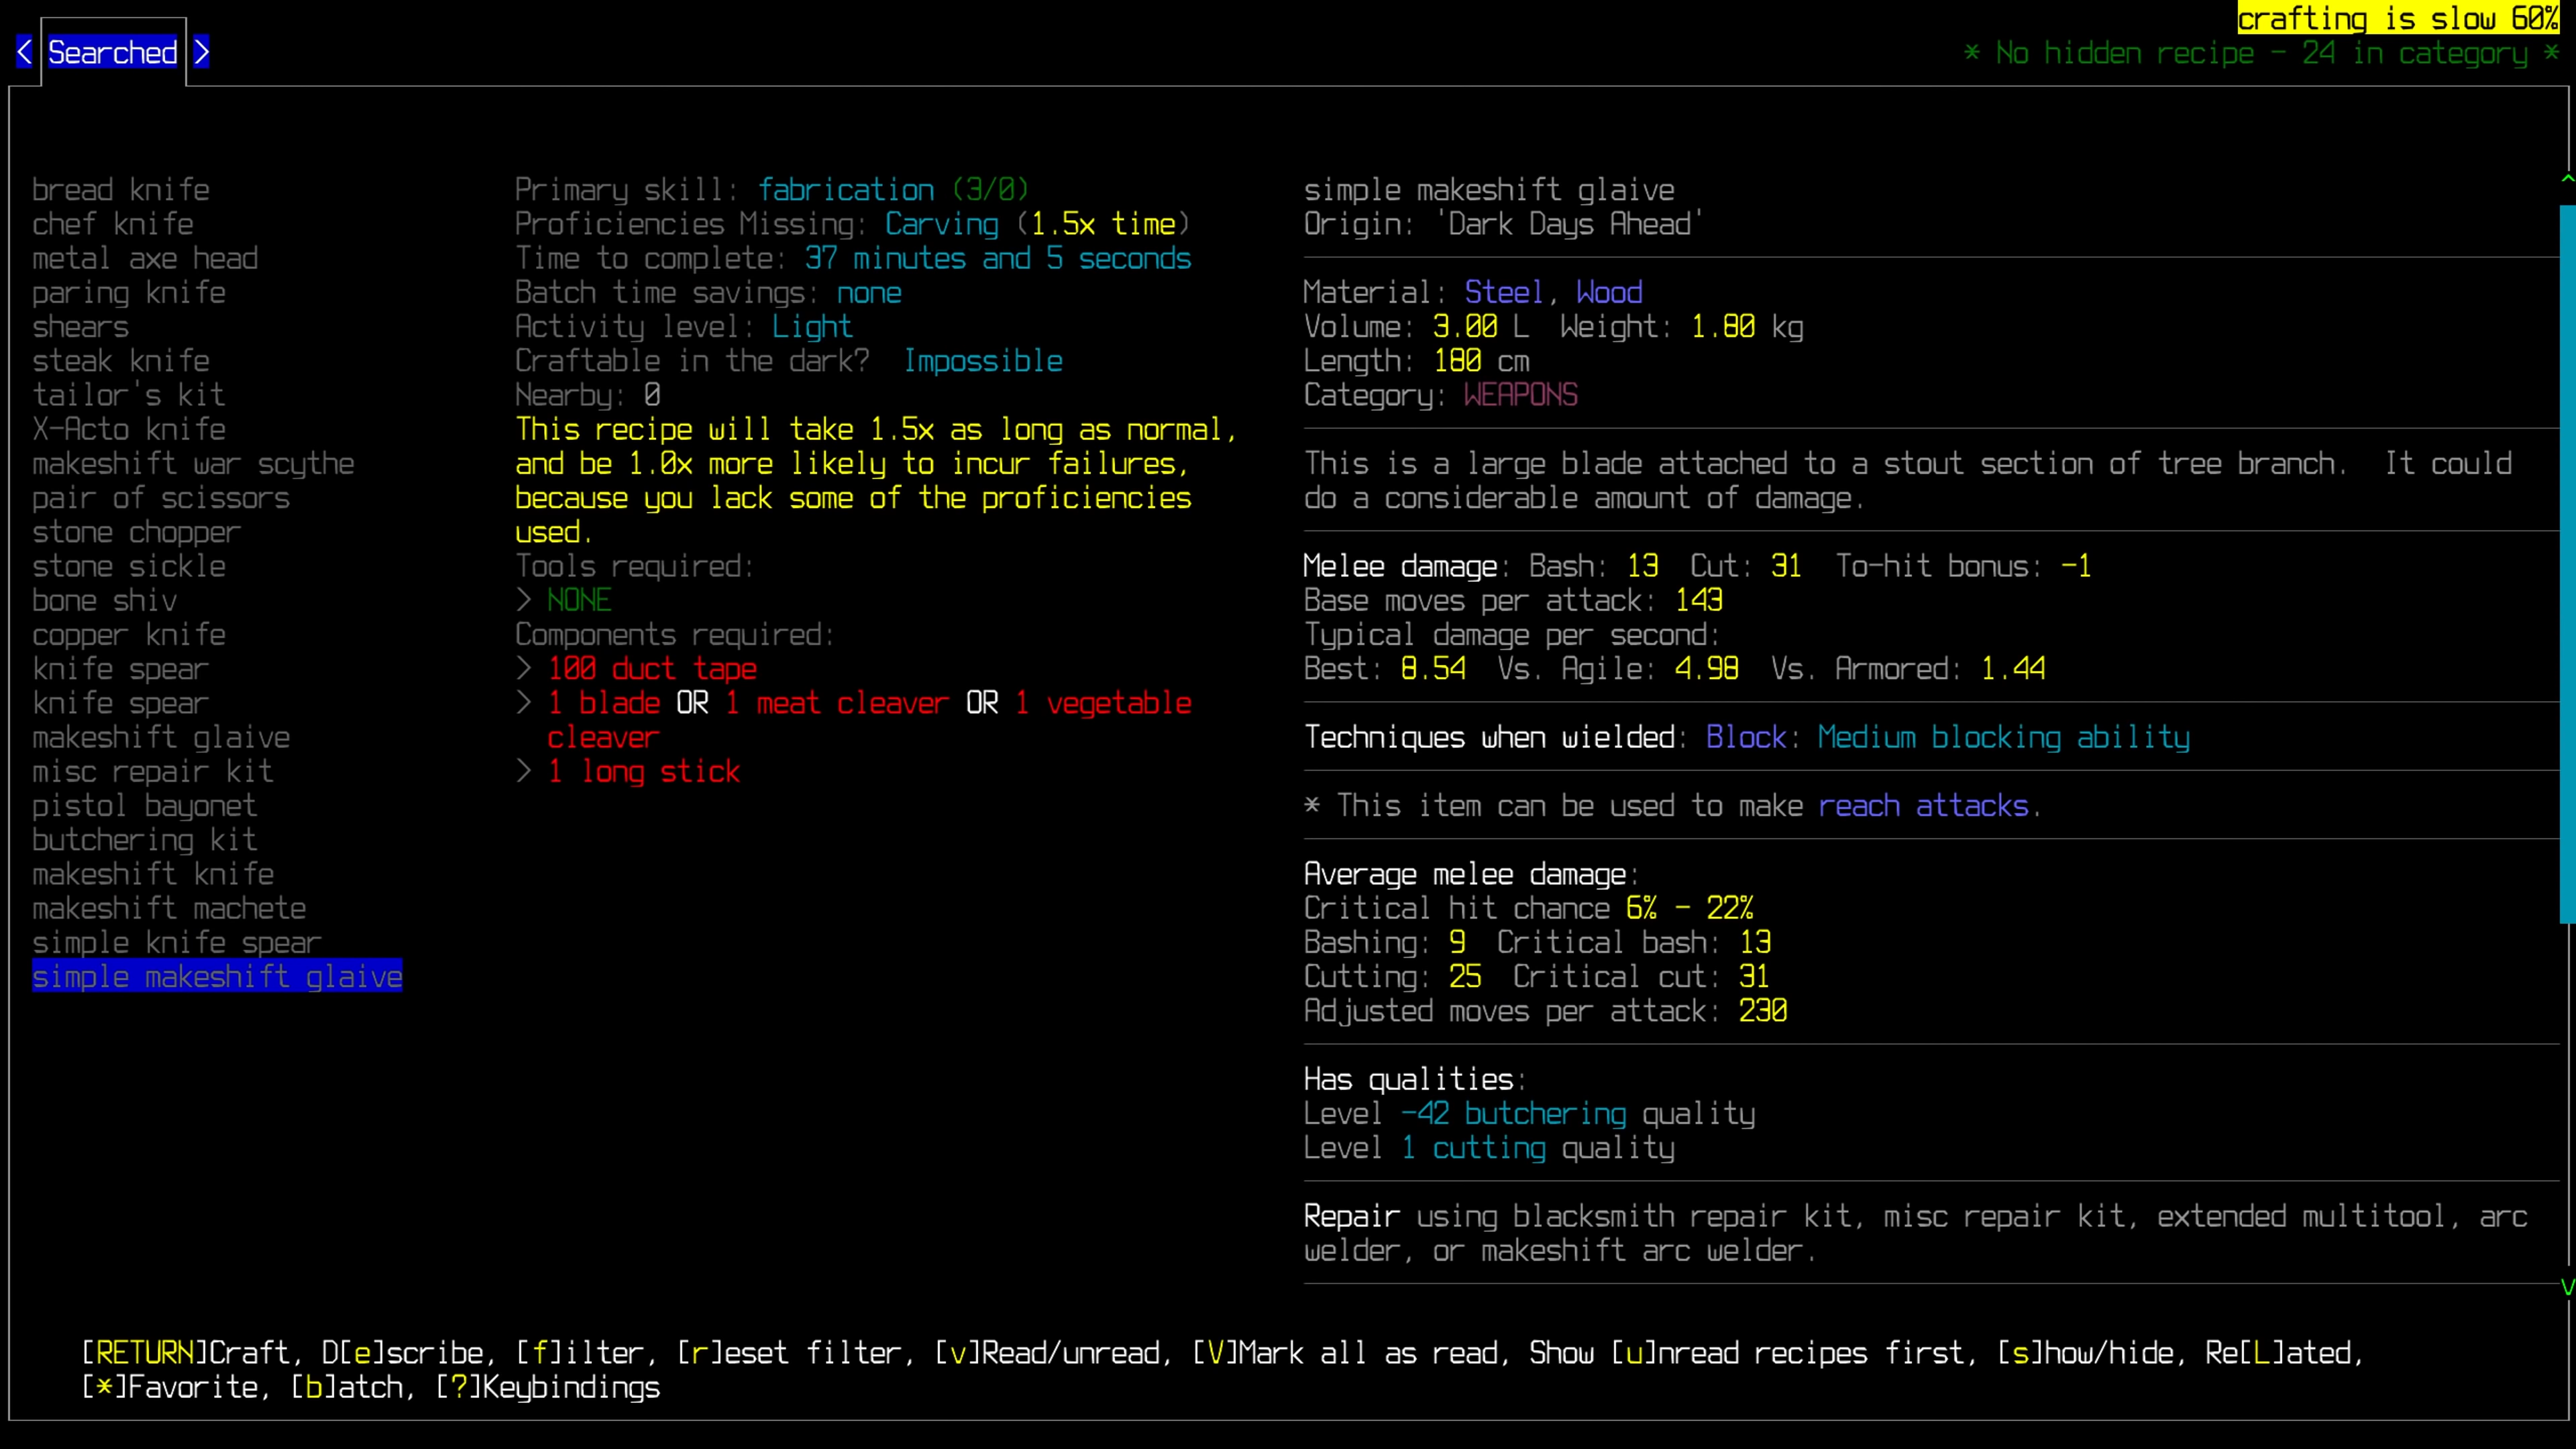 crafting is slow 60%
< Searched >
* No hidden recipe - 24 in category *
bread knife
chef knife
metal axe head
paring knife
shears
steak knife
tailor's kit
X-Acto knife
makeshift war scythe
pair of scissors
stone chopper
stone sickle
bone shiv
copper knife
knife spear
knife spear
makeshift glaive
misc repair kit
pistol bayonet
butchering kit
makeshift knife
makeshift machete
simple knife spear
simple makeshift glaive
Primary skill: fabrication (3/0)
Proficiencies Missing: Carving (1.5x time)
Time to complete: 37 minutes and 5 seconds
Batch time savings: none
Activity level: Light
Craftable in the dark? Impossible
Nearby: 0
This recipe will take 1.5x as long as normal,
and be 1.0x more likely to incur failures,
because you lack some of the proficiencies
used.
Tools required:
> NONE
Components required:
> 100 duct tape
> 1 blade OR 1 meat cleaver OR 1 vegetable
cleaver
> 1 long stick
simple makeshift glaive
Origin: 'Dark Days Ahead'
Material: Steel, Wood
Volume: 3.00 L Weight: 1.80 kg
Length: 180 cm
Category: WEAPONS
This is a large blade attached to a stout section of tree branch. It could
do a considerable amount of damage.
Melee damage: Bash: 13 Cut: 31 To-hit bonus: -1
Base moves per attack: 143
Typical damage per second:
Best: 8.54 Vs. Agile: 4.98 Vs. Armored: 1.44
Techniques when wielded: Block: Medium blocking ability
* This item can be used to make reach attacks.
Average melee damage:
Critical hit chance 6% - 22%
Bashing: 9 Critical bash: 13
Cutting: 25 Critical cut: 31
Adjusted moves per attack: 230
Has qualities:
Level -42 butchering quality
Level 1 cutting quality
Repair using blacksmith repair kit, misc repair kit, extended multitool, arc
welder, or makeshift arc welder.
[RETURN]Craft, D[e]scribe, [f]ilter, [r]eset filter, [v]Read/unread, [V]Mark all as read, Show [u]nread recipes first, [s]how/hide, Re[L]ated,
[*]Favorite, [b]atch, [?]Keybindings